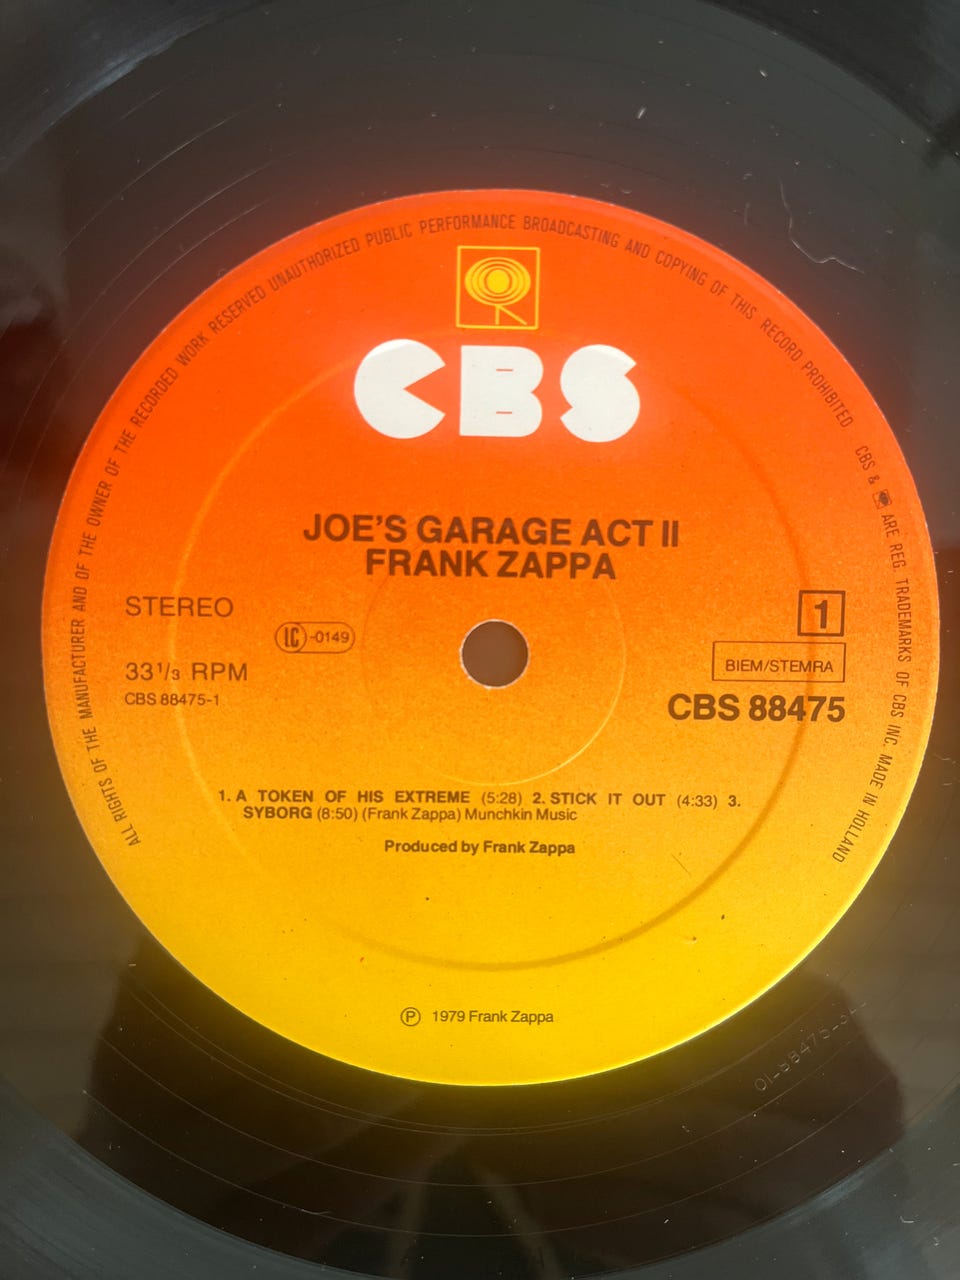 ALL RIGHTS OF THE MANUFACTURER AND OF THE OWNER OF THE RECORDED WORK RESERVED UNAUTHORIZED PUBLIC PERFORMANCE BROADCASTING AND COPYING OF THIS RECORD PROHIBITED CBS & ARE REG. TRADEMARKS OF CBS INC. MADE IN HOLLAND
CBS
JOE'S GARAGE ACT II
FRANK ZAPPA
STEREO
1
LC -0149
BIEM/STEMRA
33 1/3 RPM
CBS 88475-1
CBS 88475
1. A TOKEN OF HIS EXTREME (5:28) 2. STICK IT OUT (4:33) 3.
SYBORG (8:50) (Frank Zappa) Munchkin Music
Produced by Frank Zappa
Ⓟ 1979 Frank Zappa